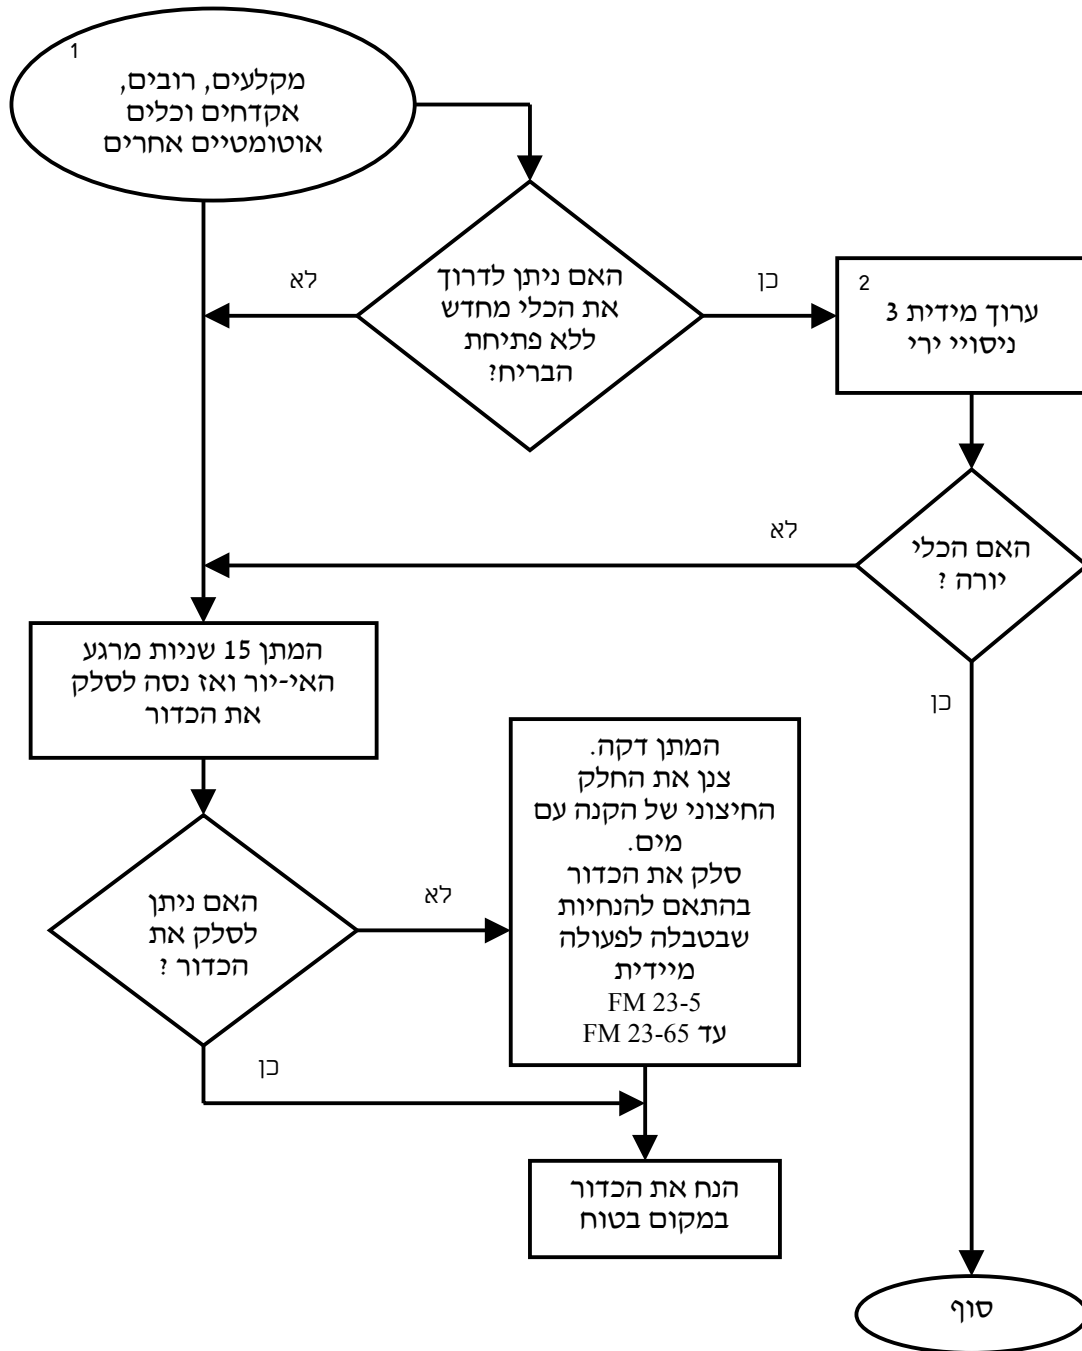 1
מקלעים, רובים,
אקדחים וכלים
אוטומטיים אחרים
האם ניתן לדרוך
את הכלי מחדש
ללא פתיחת
הבריח?
לא
כן
2
ערוך מידית 3
ניסויי ירי
האם הכלי
יורה ?
לא
כן
המתן 15 שניות מרגע
האי-יור ואז נסה לסלק
את הכדור
האם ניתן
לסלק את
הכדור ?
לא
כן
המתן דקה.
צנן את החלק
החיצוני של הקנה עם
מים.
סלק את הכדור
בהתאם להנחיות
שבטבלה לפעולה
מיידית
FM 23-5
עד FM 23-65
הנח את הכדור
במקום בטוח
סוף